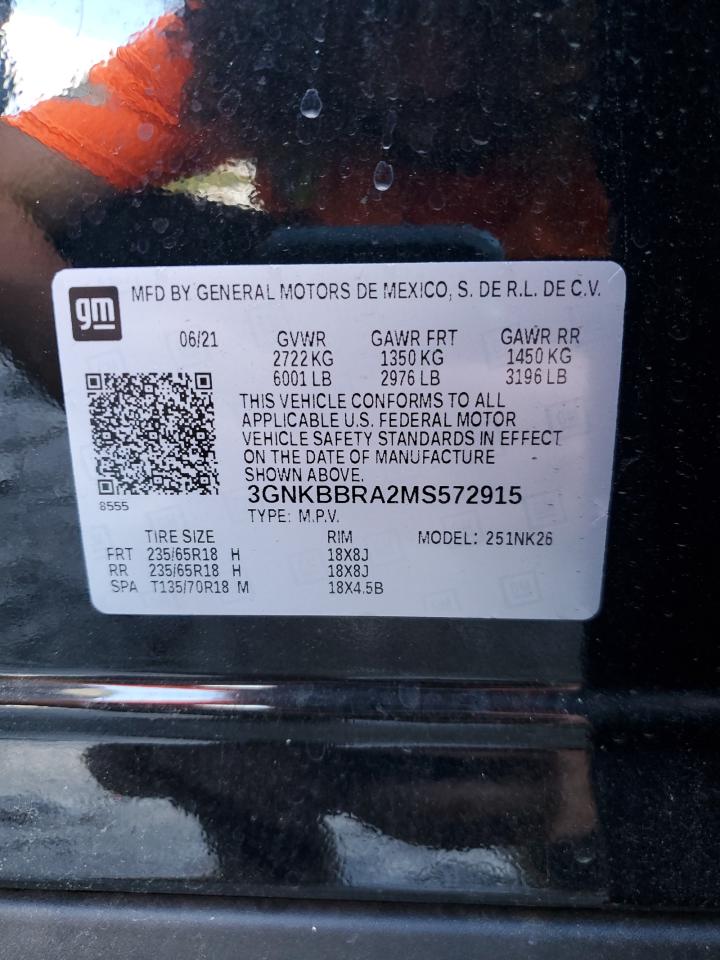 gm MFD BY GENERAL MOTORS DE MEXICO, S. DE R.L. DE C.V.
06/21 GVWR GAWR FRT GAWR RR
2722 KG 1350 KG 1450 KG
6001 LB 2976 LB 3196 LB
THIS VEHICLE CONFORMS TO ALL
APPLICABLE U.S. FEDERAL MOTOR
VEHICLE SAFETY STANDARDS IN EFFECT
ON THE DATE OF MANUFACTURE
SHOWN ABOVE.
3GNKBBRA2MS572915
8555
TYPE: M.P.V.
TIRE SIZE RIM MODEL: 251NK26
FRT 235/65R18 H 18X8J
RR 235/65R18 H 18X8J
SPA T135/70R18 M 18X4.5B